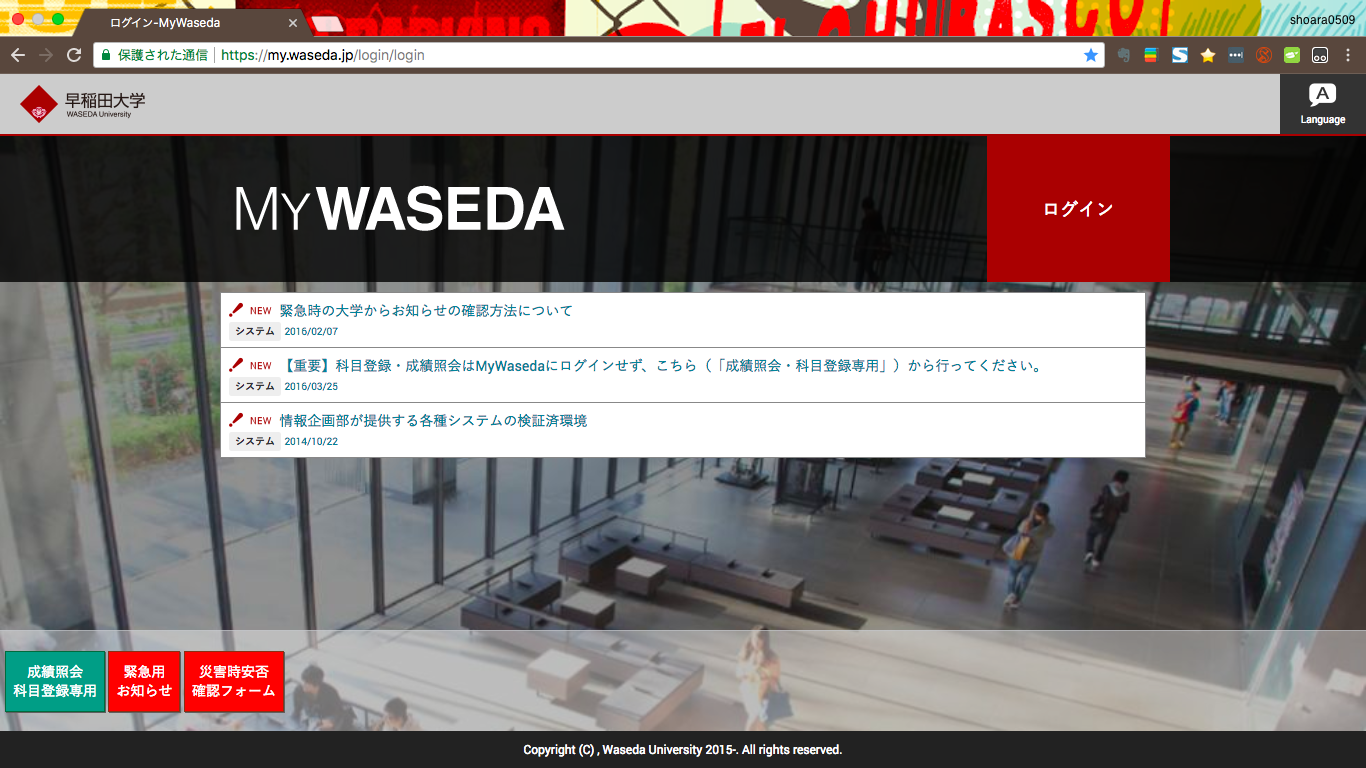 ログイン-MyWaseda
shoara0509
保護された通信 https://my.waseda.jp/login/login
早稲田大学
WASEDA University
A
Language
MYWASEDA
ログイン
NEW 緊急時の大学からお知らせの確認方法について
システム 2016/02/07
NEW 【重要】科目登録・成績照会はMyWasedaにログインせず、こちら（「成績照会・科目登録専用」）から行ってください。
システム 2016/03/25
NEW 情報企画部が提供する各種システムの検証済環境
システム 2014/10/22
成績照会
科目登録専用
緊急用
お知らせ
災害時安否
確認フォーム
Copyright (C) , Waseda University 2015-. All rights reserved.